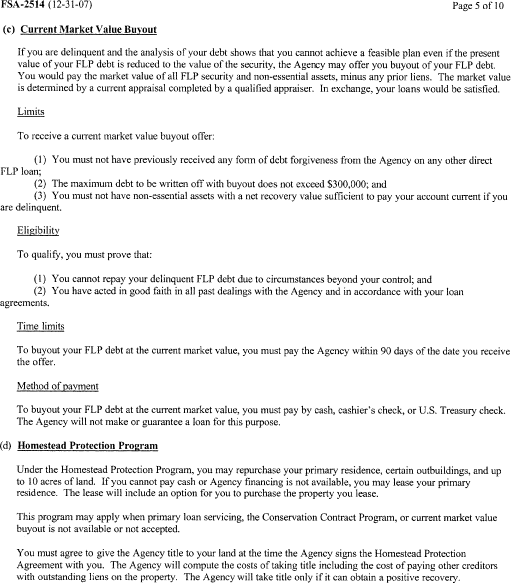 FSA-2514 (12-31-07)
Page 5 of 10
(c) Current Market Value Buyout
If you are delinquent and the analysis of your debt shows that you cannot achieve a feasible plan even if the present
value of your FLP debt is reduced to the value of the security, the Agency may offer you buyout of your FLP debt.
You would pay the market value of all FLP security and non-essential assets, minus any prior liens. The market value
is determined by a current appraisal completed by a qualified appraiser. In exchange, your loans would be satisfied.
Limits
To receive a current market value buyout offer:
(1) You must not have previously received any form of debt forgiveness from the Agency on any other direct
FLP loan;
(2) The maximum debt to be written off with buyout does not exceed $300,000; and
(3) You must not have non-essential assets with a net recovery value sufficient to pay your account current if you
are delinquent.
Eligibility
To qualify, you must prove that:
(1) You cannot repay your delinquent FLP debt due to circumstances beyond your control; and
(2) You have acted in good faith in all past dealings with the Agency and in accordance with your loan
agreements.
Time limits
To buyout your FLP debt at the current market value, you must pay the Agency within 90 days of the date you receive
the offer.
Method of payment
To buyout your FLP debt at the current market value, you must pay by cash, cashier's check, or U.S. Treasury check.
The Agency will not make or guarantee a loan for this purpose.
(d) Homestead Protection Program
Under the Homestead Protection Program, you may repurchase your primary residence, certain outbuildings, and up
to 10 acres of land. If you cannot pay cash or Agency financing is not available, you may lease your primary
residence. The lease will include an option for you to purchase the property you lease.
This program may apply when primary loan servicing, the Conservation Contract Program, or current market value
buyout is not available or not accepted.
You must agree to give the Agency title to your land at the time the Agency signs the Homestead Protection
Agreement with you. The Agency will compute the costs of taking title including the cost of paying other creditors
with outstanding liens on the property. The Agency will take title only if it can obtain a positive recovery.